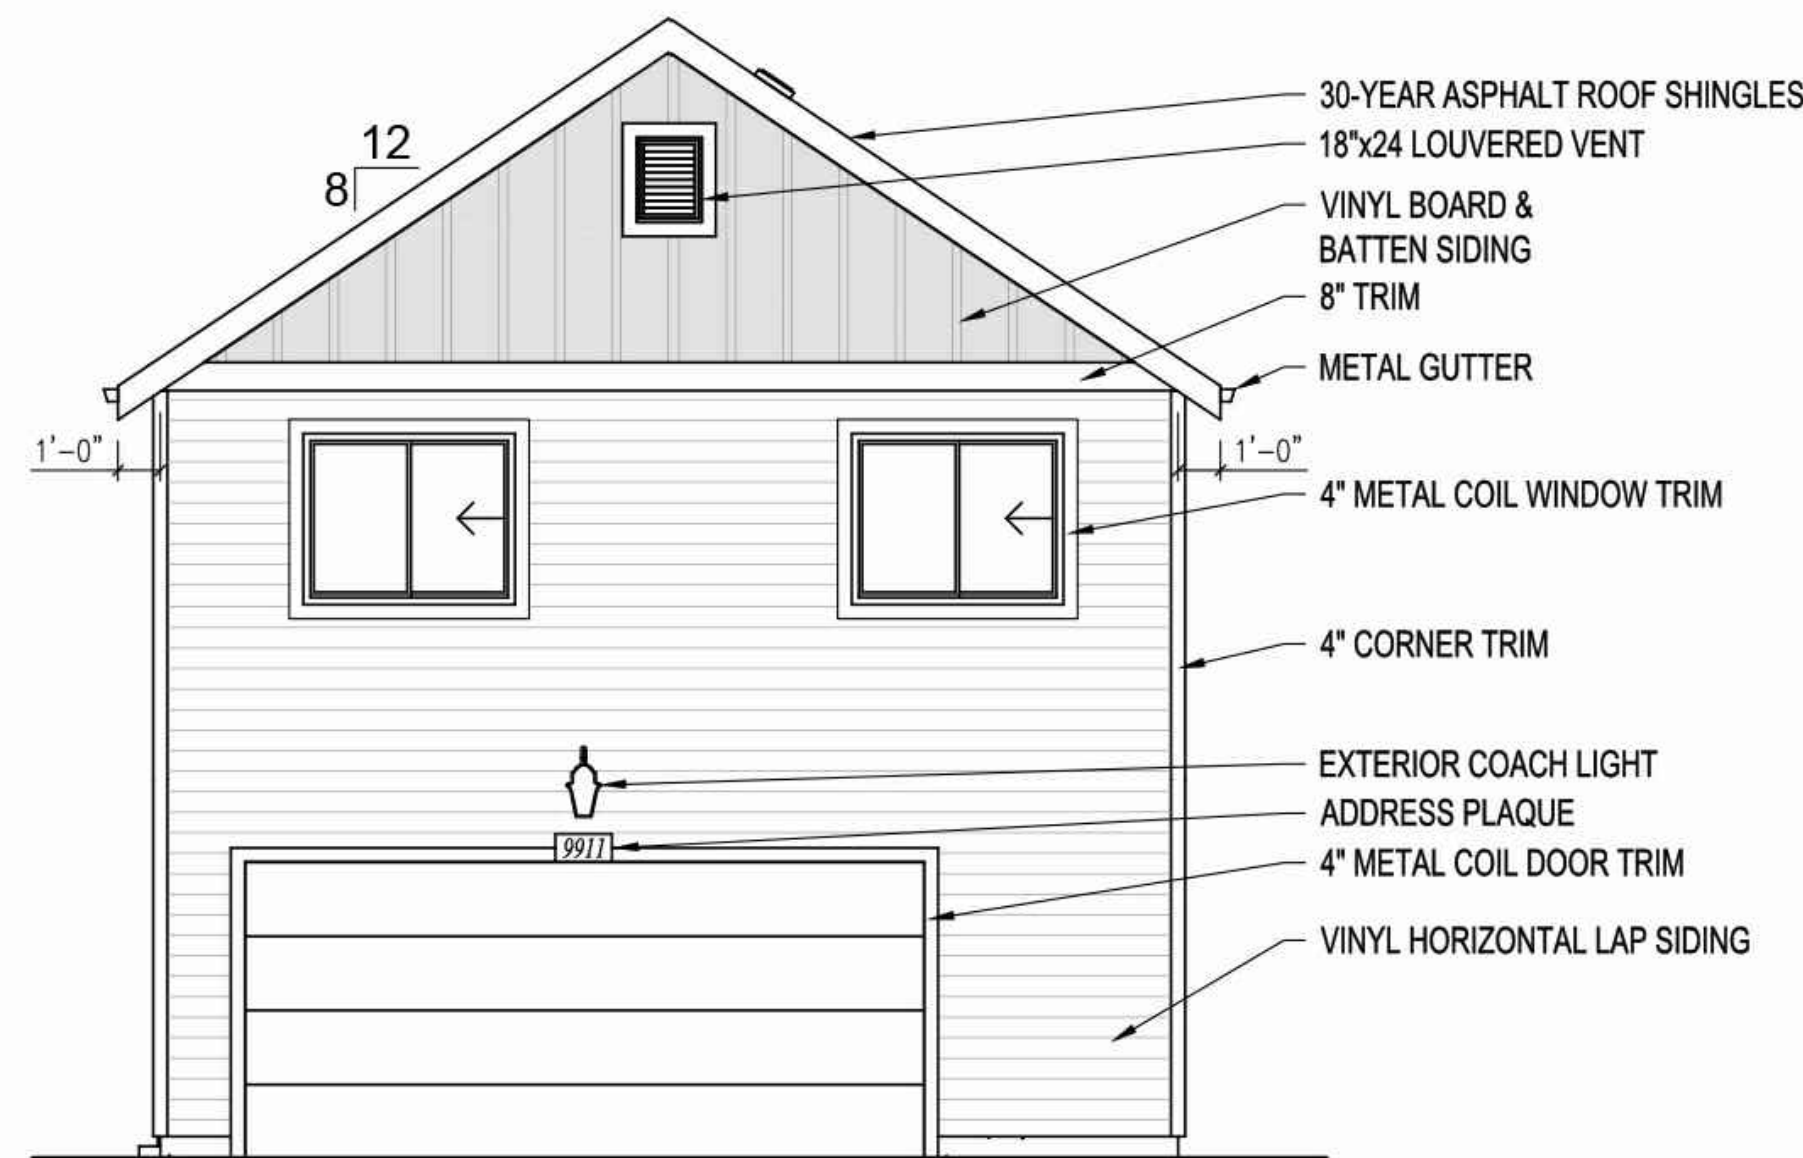 30-YEAR ASPHALT ROOF SHINGLES
12
18"x24 LOUVERED VENT
8
VINYL BOARD &
BATTEN SIDING
8" TRIM
METAL GUTTER
1'-0"
1'-0"
4" METAL COIL WINDOW TRIM
4" CORNER TRIM
EXTERIOR COACH LIGHT
ADDRESS PLAQUE
9911
4" METAL COIL DOOR TRIM
VINYL HORIZONTAL LAP SIDING